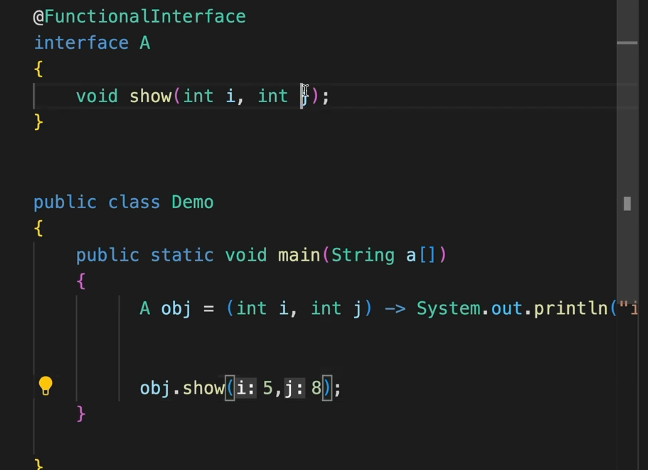 @FunctionalInterface
interface A
{
void show(int i, int j);
}
public class Demo
{
public static void main(String a[])
{
A obj = (int i, int j) -> System.out.println("i
obj.show(i: 5,j: 8);
}
}